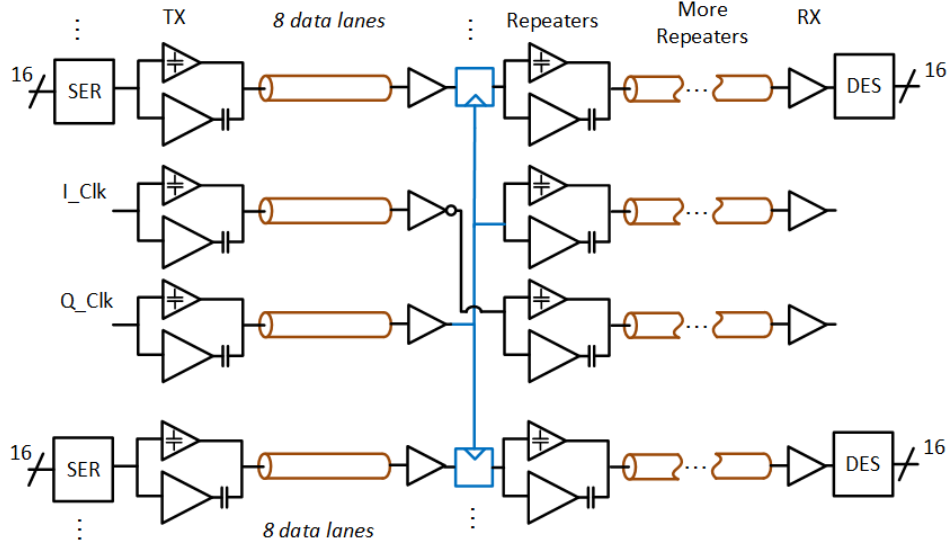 TX
8 data lanes
Repeaters
More
Repeaters
RX
16
SER
DES
16
I_Clk
Q_Clk
16
SER
DES
16
8 data lanes